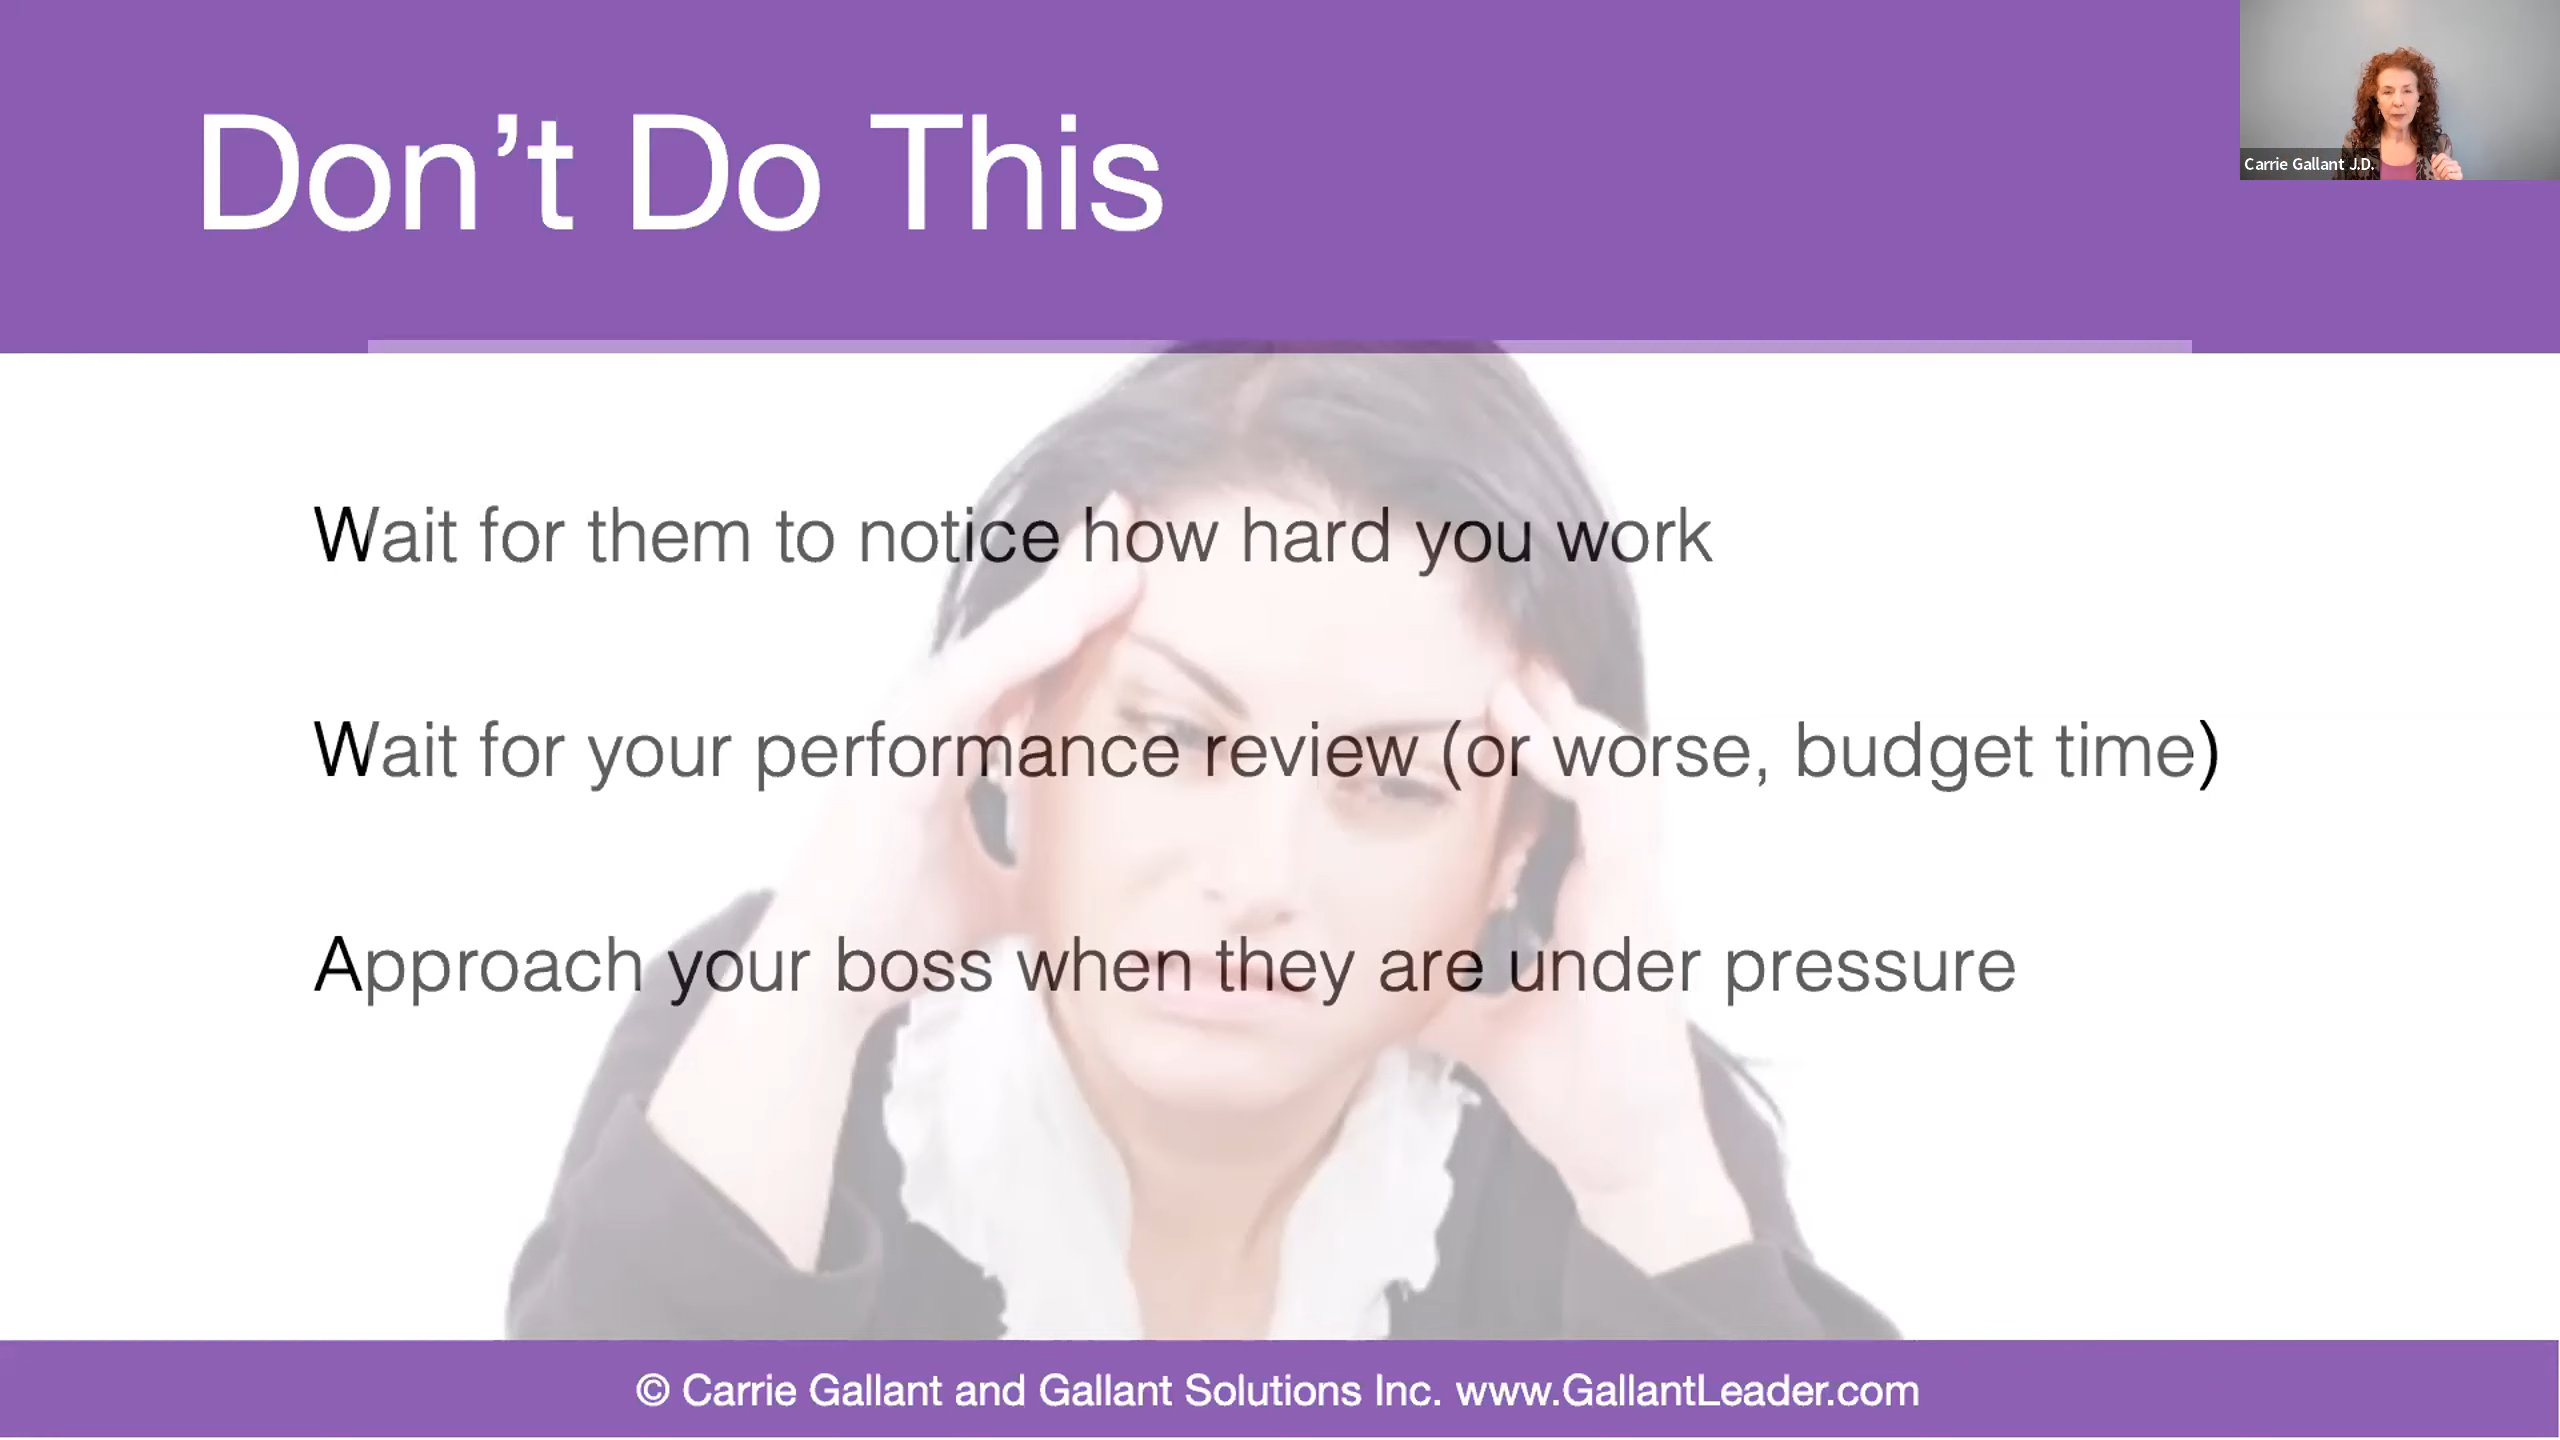 Don’t Do This
Carrie Gallant J.D.
Wait for them to notice how hard you work
Wait for your performance review (or worse, budget time)
Approach your boss when they are under pressure
© Carrie Gallant and Gallant Solutions Inc. www.GallantLeader.com